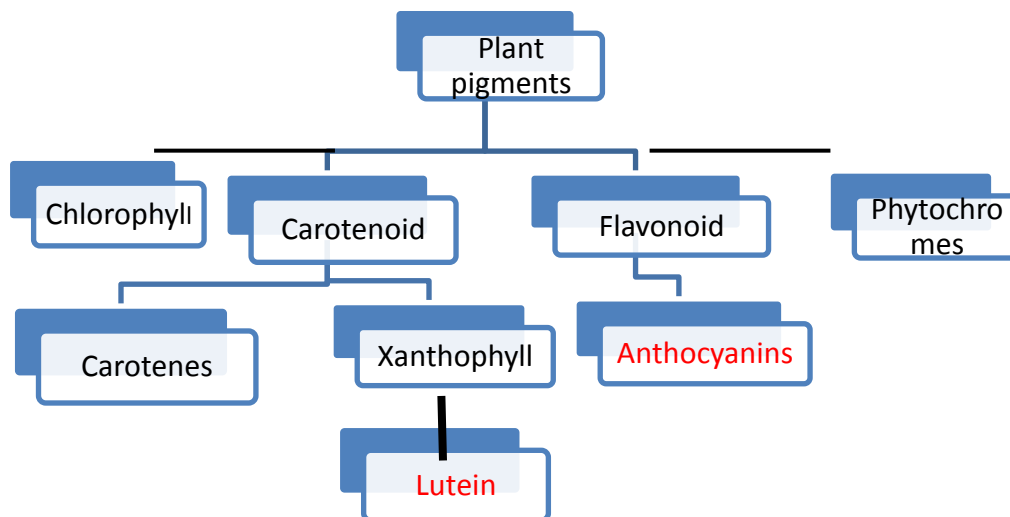 Plant
pigments
Chlorophyll
Carotenoid
Flavonoid
Phytochro
mes
Carotenes
Xanthophyll
Anthocyanins
Lutein